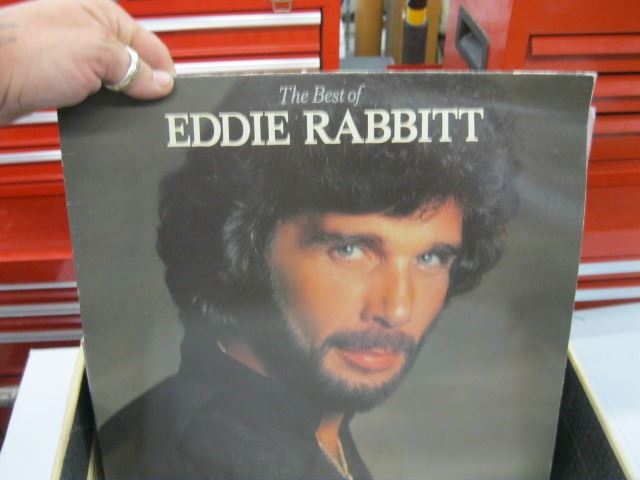 The Best of
EDDIE RABBITT